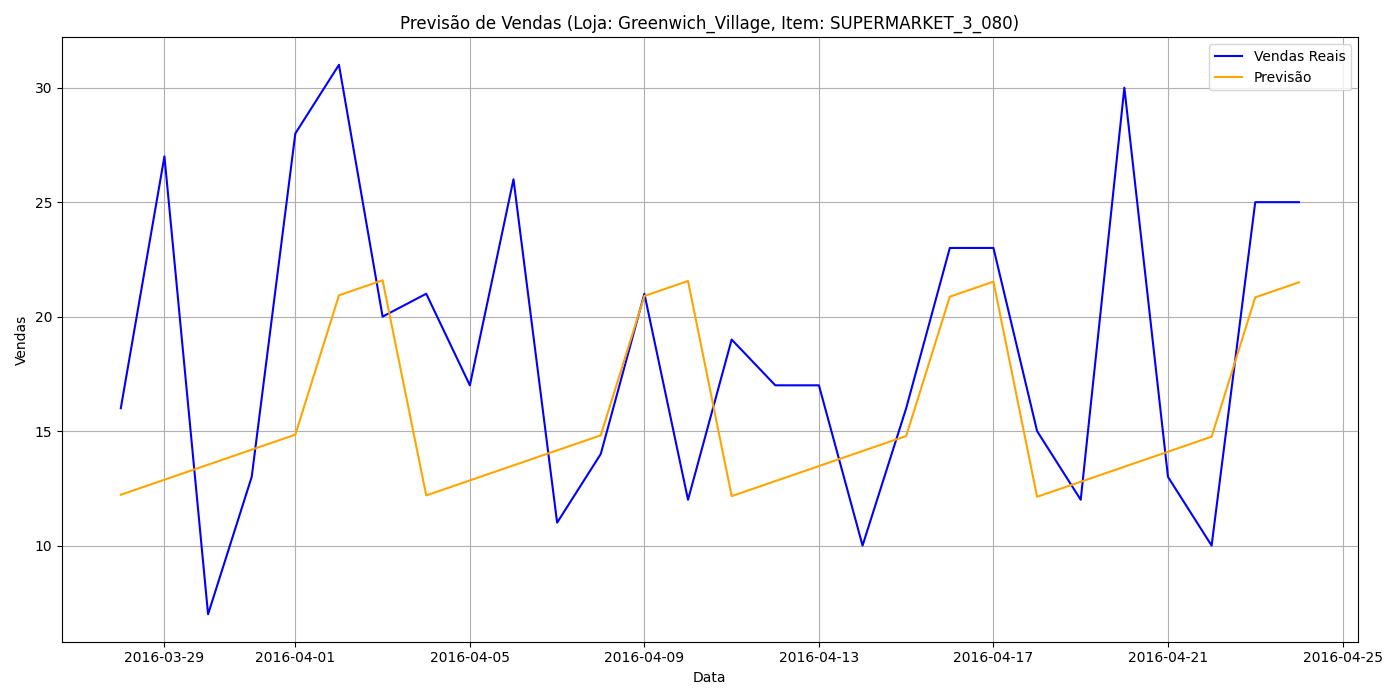 Previsão de Vendas (Loja: Greenwich_Village, Item: SUPERMARKET_3_080)
Vendas Reais
Previsão
30
25
20
15
10
Vendas
2016-03-29
2016-04-01
2016-04-05
2016-04-09
2016-04-13
2016-04-17
2016-04-21
2016-04-25
Data